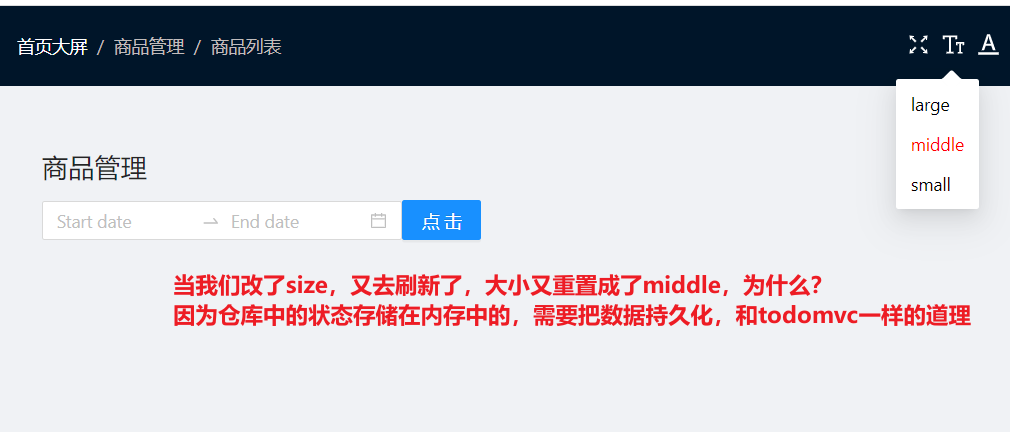 首页大屏 / 商品管理 / 商品列表
large
middle
small
商品管理
Start date End date 点击
当我们改了size，又去刷新了，大小又重置成了middle，为什么？
因为仓库中的状态存储在内存中的，需要把数据持久化，和todomvc一样的道理